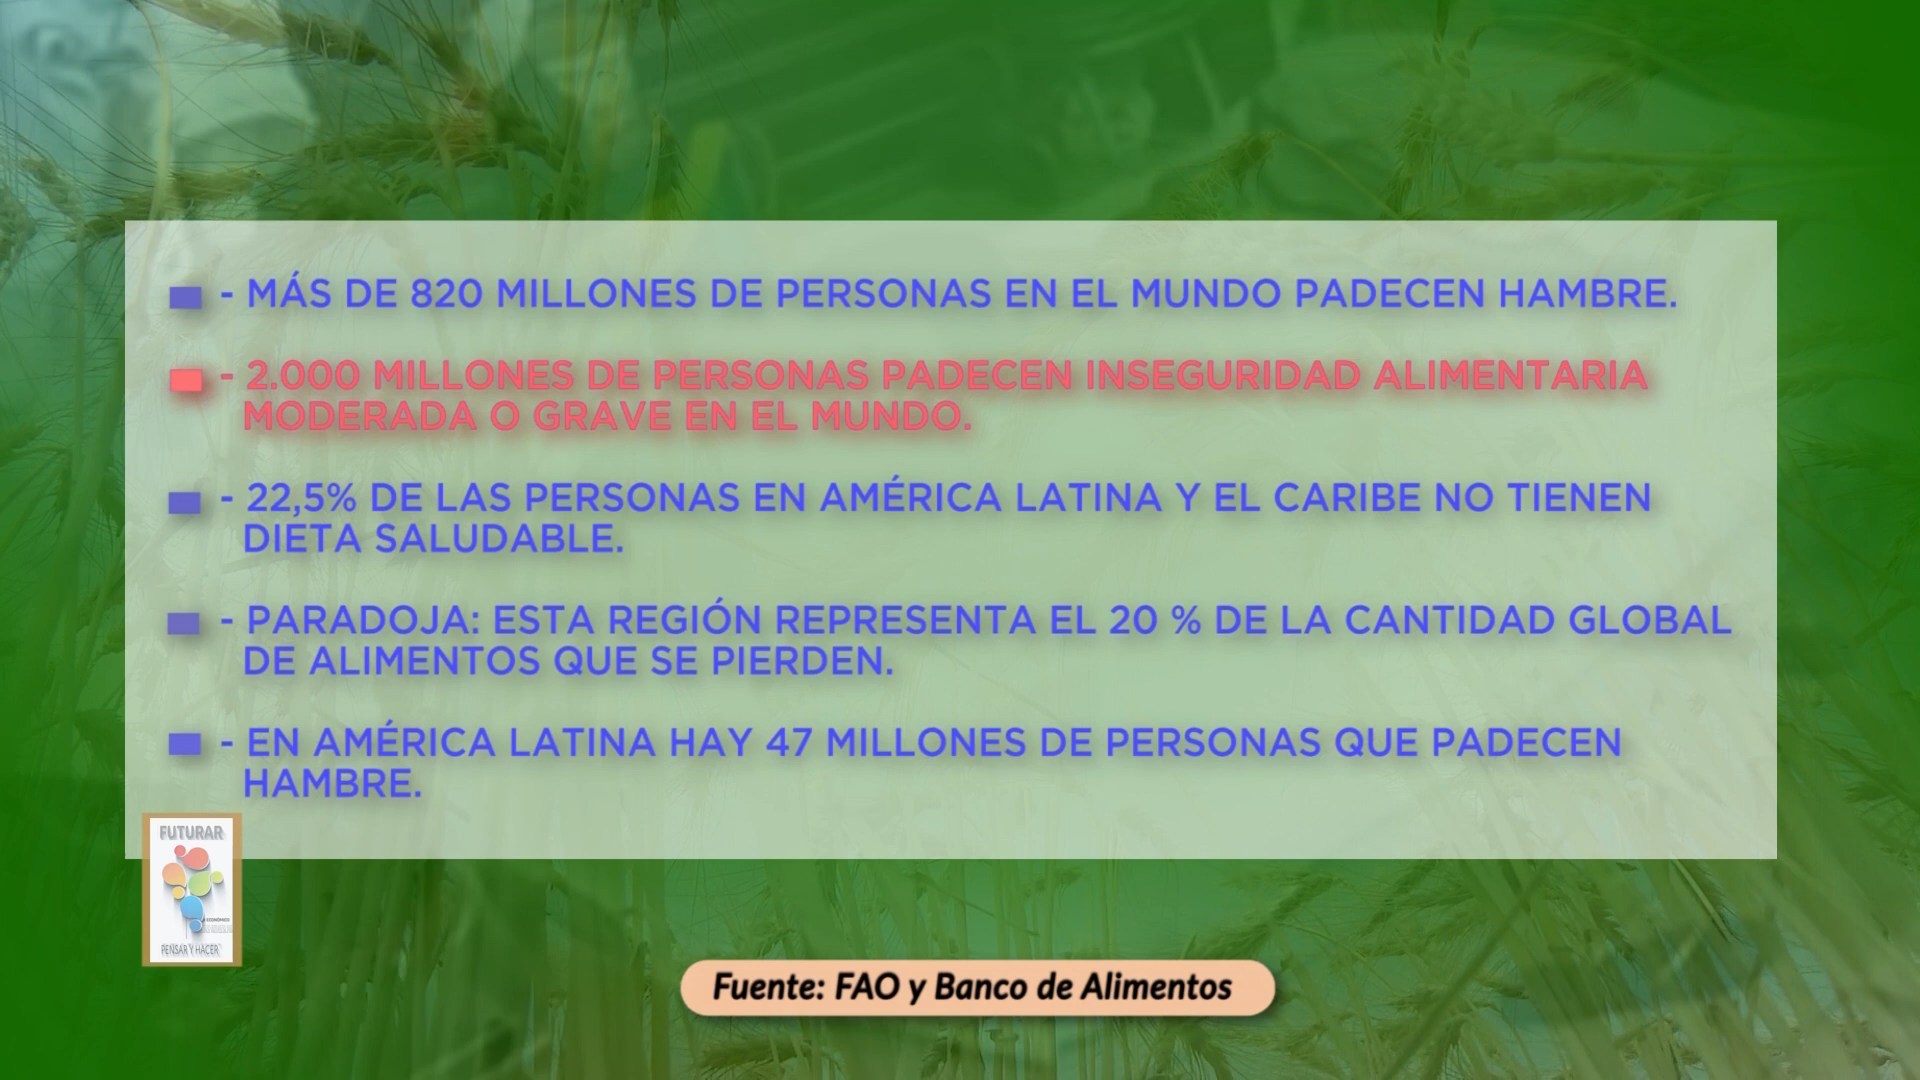 - MÁS DE 820 MILLONES DE PERSONAS EN EL MUNDO PADECEN HAMBRE.
- 2.000 MILLONES DE PERSONAS PADECEN INSEGURIDAD ALIMENTARIA
MODERADA O GRAVE EN EL MUNDO.
- 22,5% DE LAS PERSONAS EN AMÉRICA LATINA Y EL CARIBE NO TIENEN
DIETA SALUDABLE.
- PARADOJA: ESTA REGIÓN REPRESENTA EL 20 % DE LA CANTIDAD GLOBAL
DE ALIMENTOS QUE SE PIERDEN.
- EN AMÉRICA LATINA HAY 47 MILLONES DE PERSONAS QUE PADECEN
HAMBRE.
FUTURAR
PENSAR Y HACER
Fuente: FAO y Banco de Alimentos